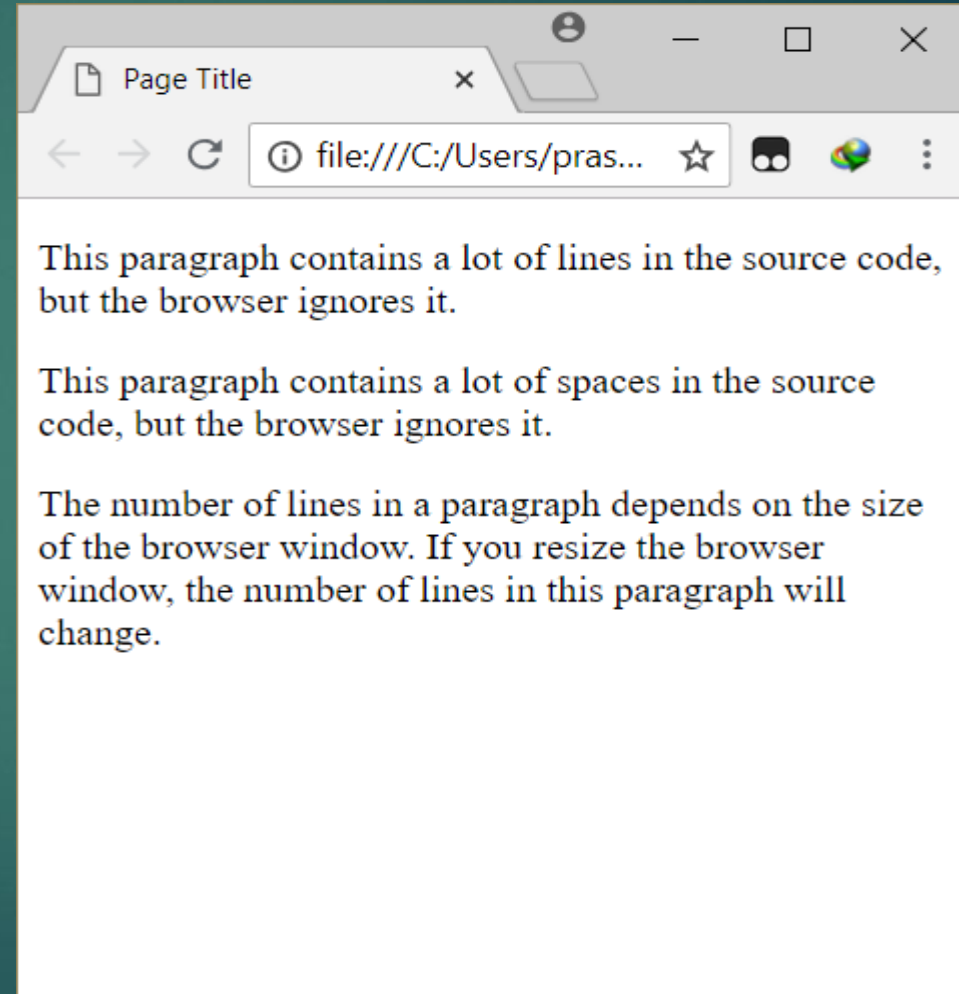 Page Title
file:///C:/Users/pras...
This paragraph contains a lot of lines in the source code,
but the browser ignores it.
This paragraph contains a lot of spaces in the source
code, but the browser ignores it.
The number of lines in a paragraph depends on the size
of the browser window. If you resize the browser
window, the number of lines in this paragraph will
change.